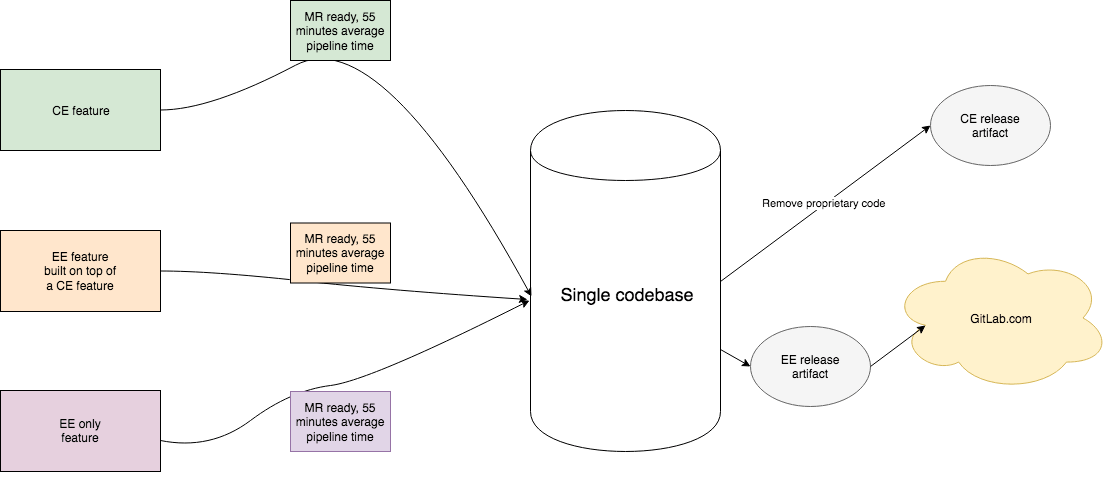 MR ready, 55
minutes average
pipeline time
CE feature
EE feature
built on top of
a CE feature
MR ready, 55
minutes average
pipeline time
EE only
feature
MR ready, 55
minutes average
pipeline time
Single codebase
Remove proprietary code
CE release
artifact
EE release
artifact
GitLab.com